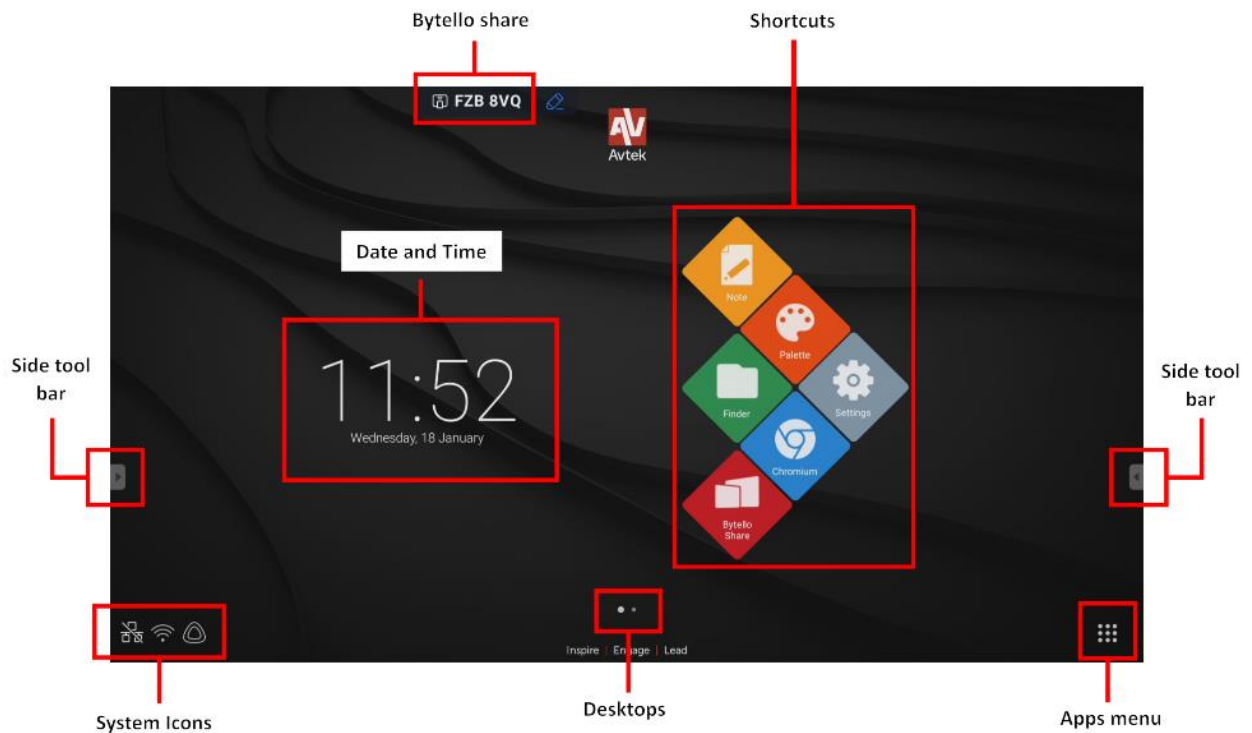 Bytello share
Shortcuts
FZB 8VQ
AV
Avtek
Date and Time
Note
Palette
Side tool
bar
11:52
Wednesday, 18 January
Finder
Settings
Side tool
bar
Chromium
Bytello
Share
Inspire | Engage | Lead
System Icons
Desktops
Apps menu